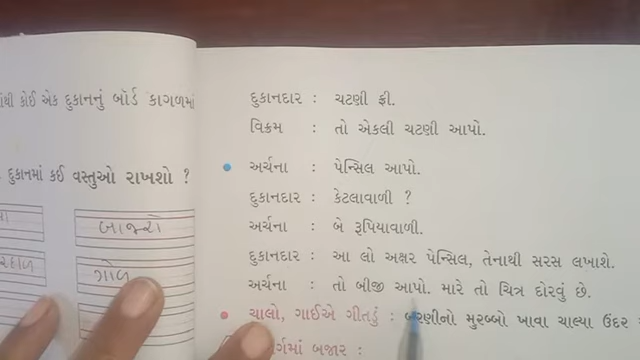 કોઈ એક દુકાનનું બૉર્ડ કાગળમાં
દુકાનમાં કઈ વસ્તુઓ રાખશો ?
બાજરો
ગોળ
દુકાનદાર : ચટણી ફ્રી.
વિક્રમ : તો એકલી ચટણી આપો.
• અર્ચના : પેન્સિલ આપો.
દુકાનદાર : કેટલાવાળી ?
અર્ચના : બે રૂપિયાવાળી.
દુકાનદાર : આ લો અક્ષર પેન્સિલ, તેનાથી સરસ લખાશે.
અર્ચના : તો બીજી આપો. મારે તો ચિત્ર દોરવું છે.
• ચાલો, ગાઈએ ગીતડું : બરણીનો મુરબ્બો ખાવા ચાલ્યા ઉંદર
બજાર :